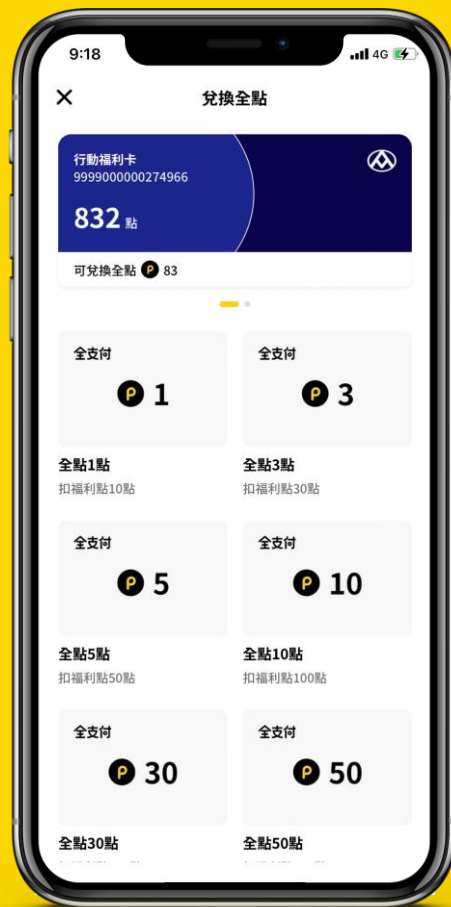 9:18
4G
兌換全點
行動福利卡
9999000000274966
832 點
可兌換全點 P 83
全支付
P 1
全支付
P 3
全點1點
扣福利點10點
全點3點
扣福利點30點
全支付
P 5
全支付
P 10
全點5點
扣福利點50點
全點10點
扣福利點100點
全支付
P 30
全支付
P 50
全點30點
全點50點